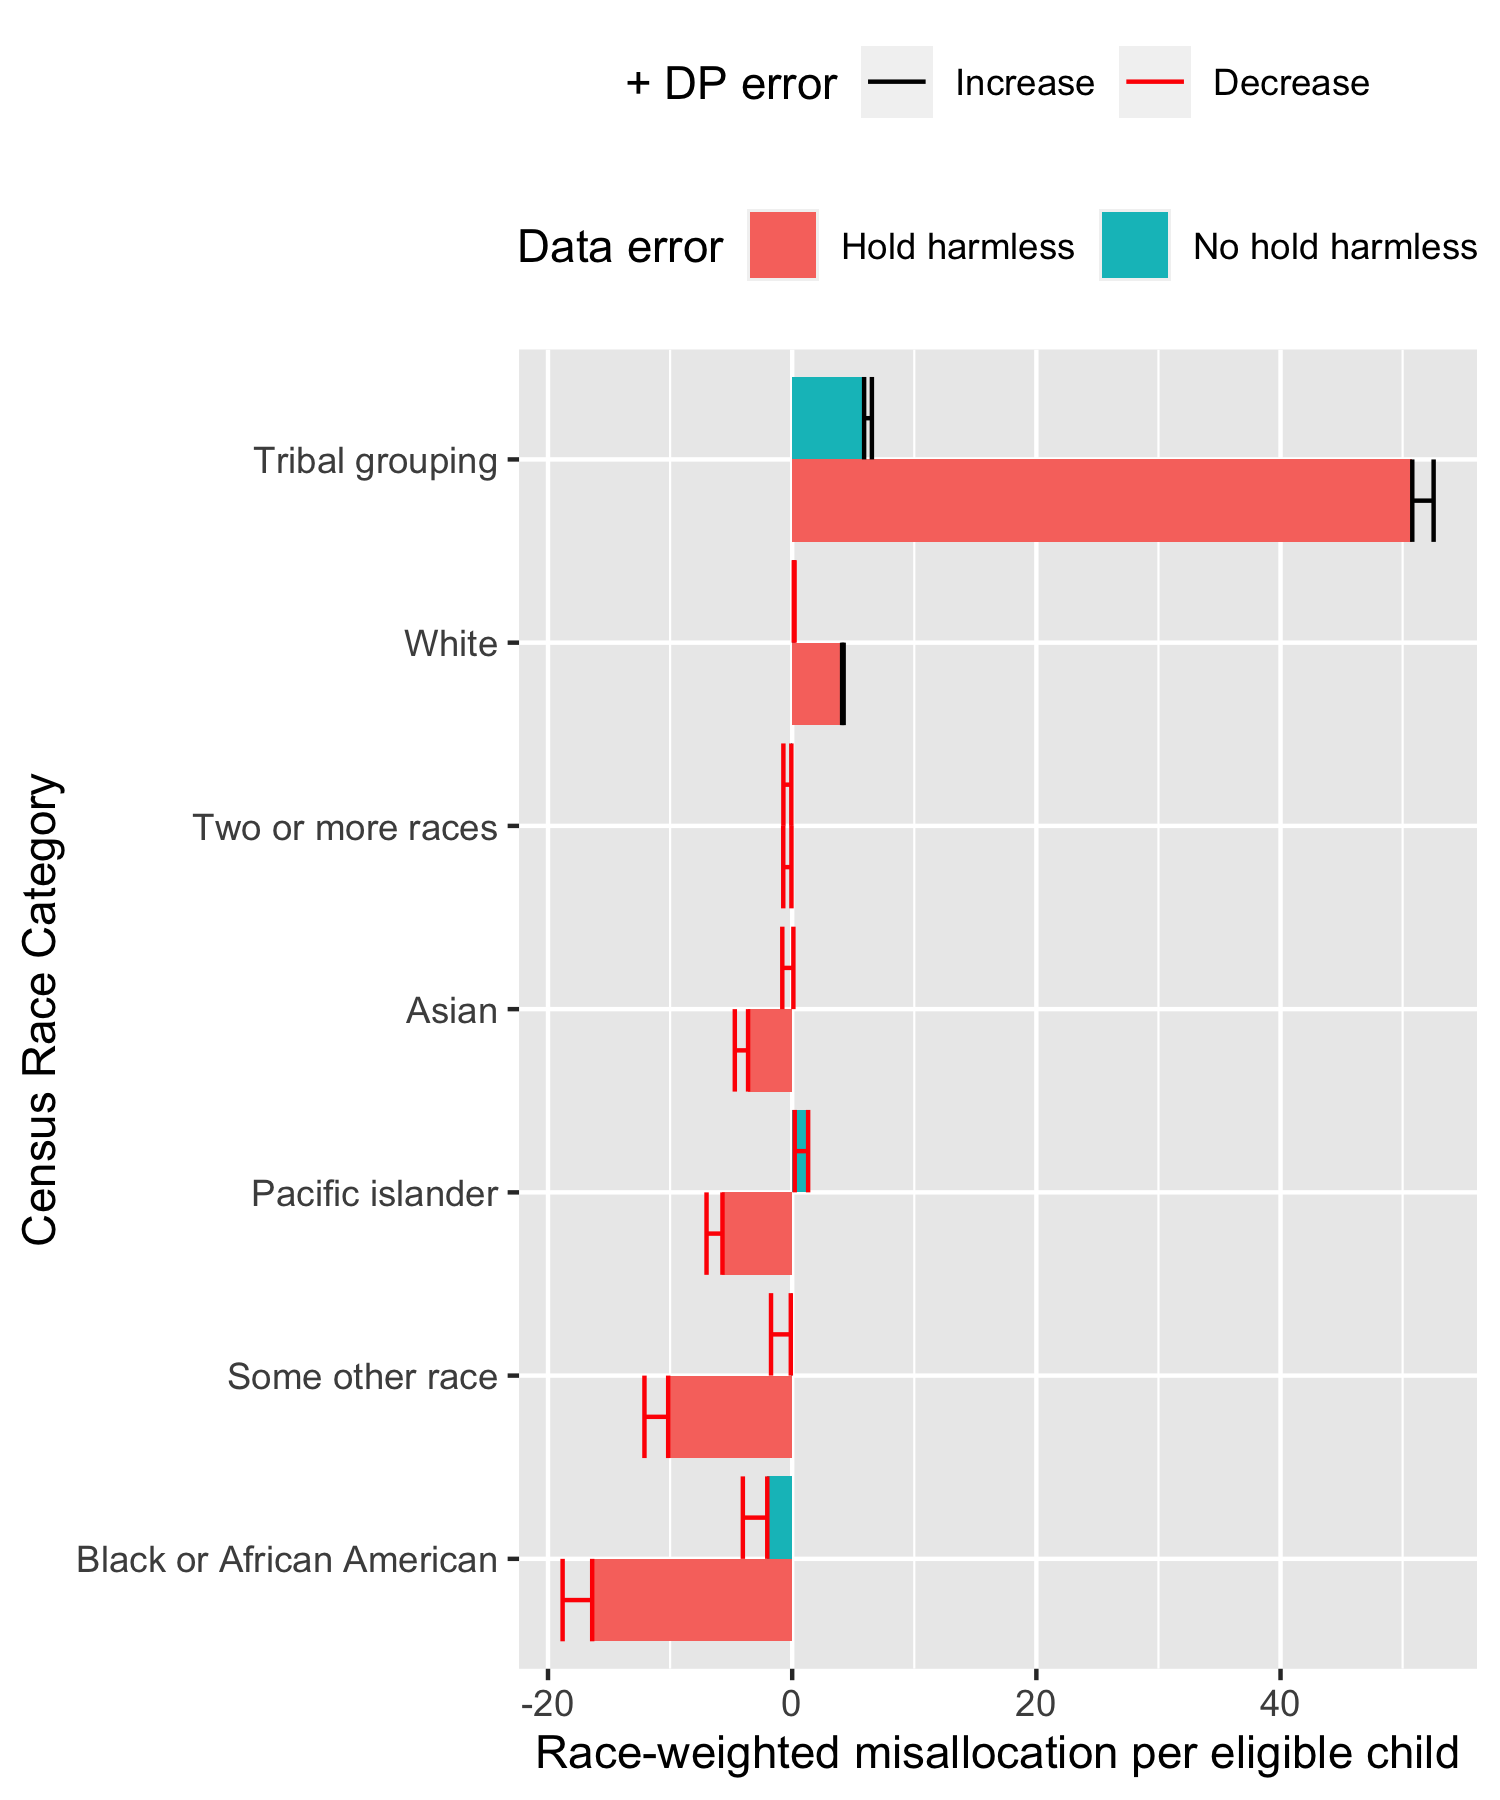 + DP error Increase Decrease
Data error Hold harmless No hold harmless
Census Race Category
Tribal grouping
White
Two or more races
Asian
Pacific islander
Some other race
Black or African American
-20 0 20 40
Race-weighted misallocation per eligible child